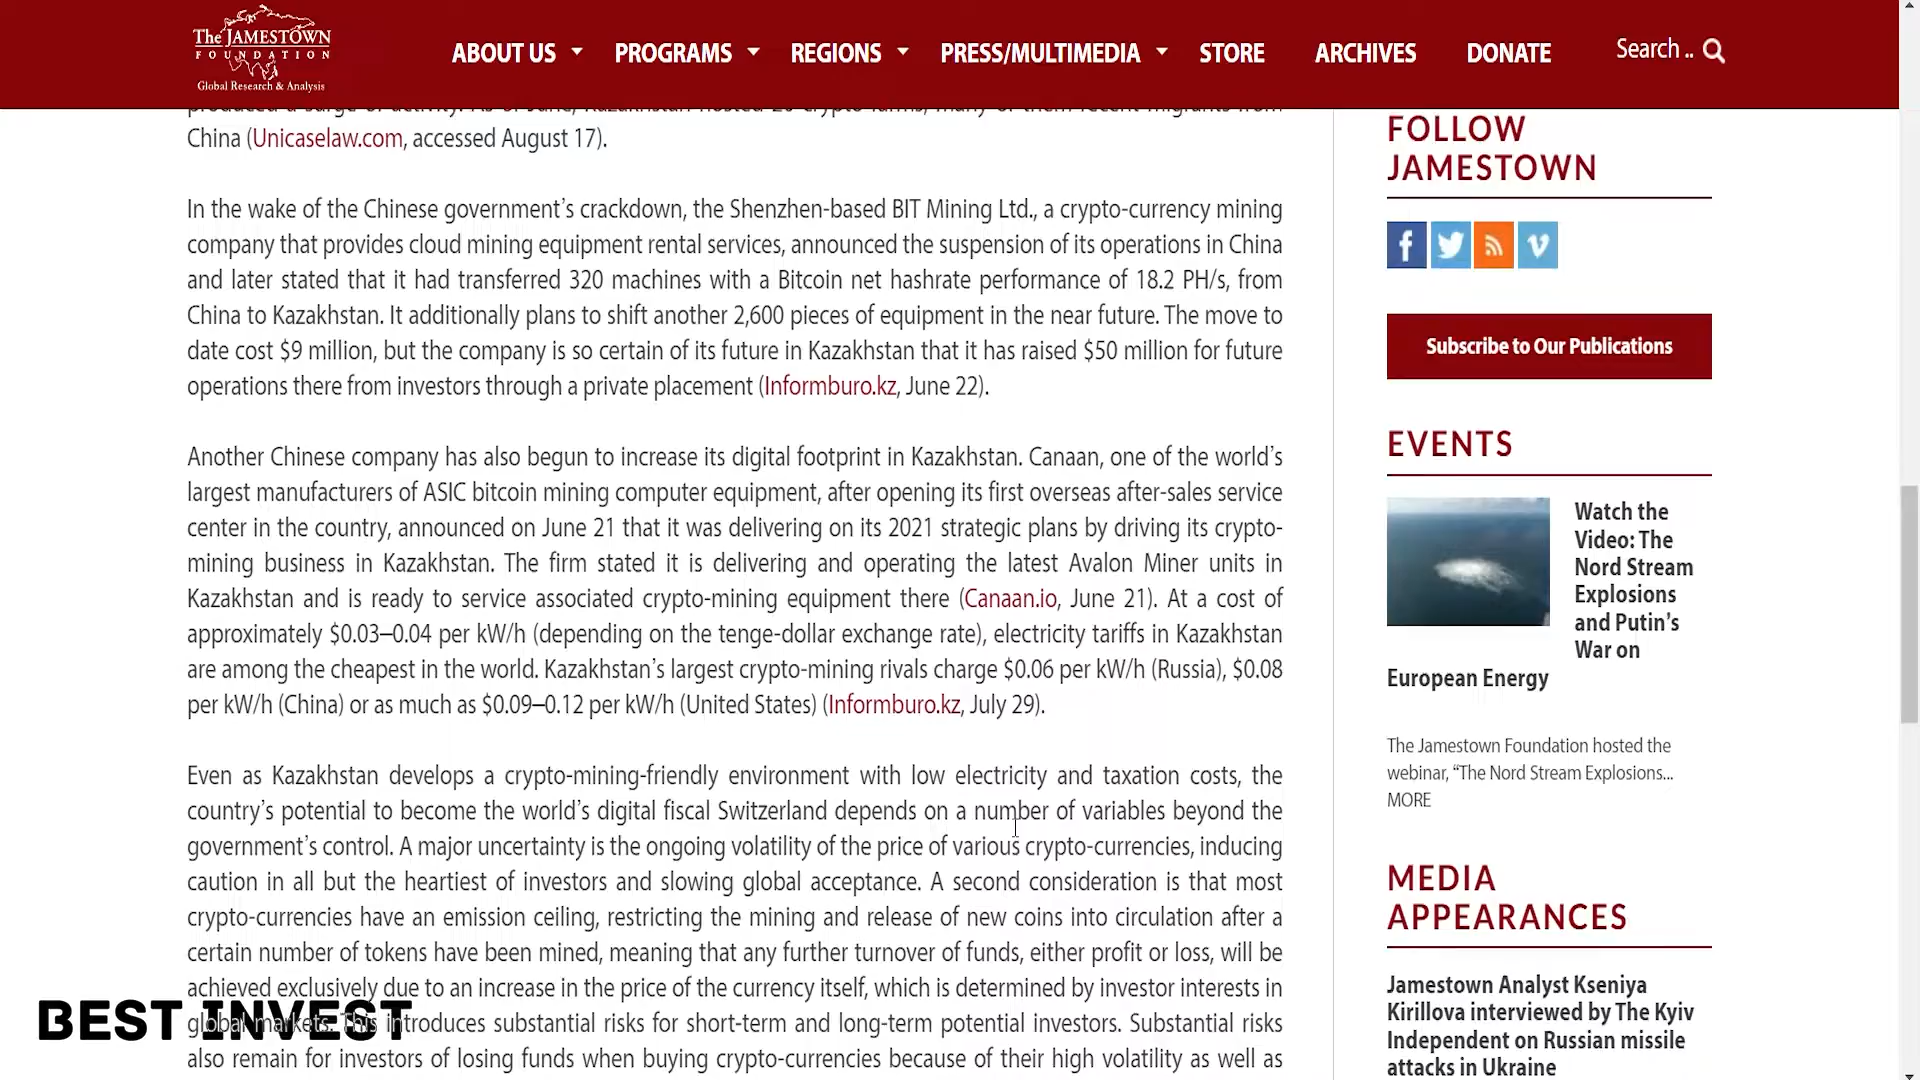 The JAMESTOWN
FOUNDATION
Global Research & Analysis
ABOUT US
PROGRAMS
REGIONS
PRESS/MULTIMEDIA
STORE
ARCHIVES
DONATE
Search ..
produced a surge of activity. As of June, Kazakhstan hosted 20 crypto farms, many of them recent migrants from
China (Unicaselaw.com, accessed August 17).
In the wake of the Chinese government’s crackdown, the Shenzhen-based BIT Mining Ltd., a crypto-currency mining
company that provides cloud mining equipment rental services, announced the suspension of its operations in China
and later stated that it had transferred 320 machines with a Bitcoin net hashrate performance of 18.2 PH/s, from
China to Kazakhstan. It additionally plans to shift another 2,600 pieces of equipment in the near future. The move to
date cost $9 million, but the company is so certain of its future in Kazakhstan that it has raised $50 million for future
operations there from investors through a private placement (Informburo.kz, June 22).
Another Chinese company has also begun to increase its digital footprint in Kazakhstan. Canaan, one of the world’s
largest manufacturers of ASIC bitcoin mining computer equipment, after opening its first overseas after-sales service
center in the country, announced on June 21 that it was delivering on its 2021 strategic plans by driving its crypto-
mining business in Kazakhstan. The firm stated it is delivering and operating the latest Avalon Miner units in
Kazakhstan and is ready to service associated crypto-mining equipment there (Canaan.io, June 21). At a cost of
approximately $0.03–0.04 per kW/h (depending on the tenge-dollar exchange rate), electricity tariffs in Kazakhstan
are among the cheapest in the world. Kazakhstan’s largest crypto-mining rivals charge $0.06 per kW/h (Russia), $0.08
per kW/h (China) or as much as $0.09–0.12 per kW/h (United States) (Informburo.kz, July 29).
Even as Kazakhstan develops a crypto-mining-friendly environment with low electricity and taxation costs, the
country’s potential to become the world’s digital fiscal Switzerland depends on a number of variables beyond the
government’s control. A major uncertainty is the ongoing volatility of the price of various crypto-currencies, inducing
caution in all but the heartiest of investors and slowing global acceptance. A second consideration is that most
crypto-currencies have an emission ceiling, restricting the mining and release of new coins into circulation after a
certain number of tokens have been mined, meaning that any further turnover of funds, either profit or loss, will be
achieved exclusively due to an increase in the price of the currency itself, which is determined by investor interests in
global markets. This introduces substantial risks for short-term and long-term potential investors. Substantial risks
also remain for investors of losing funds when buying crypto-currencies because of their high volatility as well as
BEST INVEST
FOLLOW
JAMESTOWN
Subscribe to Our Publications
EVENTS
Watch the
Video: The
Nord Stream
Explosions
and Putin’s
War on
European Energy
The Jamestown Foundation hosted the
webinar, “The Nord Stream Explosions...
MORE
MEDIA
APPEARANCES
Jamestown Analyst Kseniya
Kirillova interviewed by The Kyiv
Independent on Russian missile
attacks in Ukraine